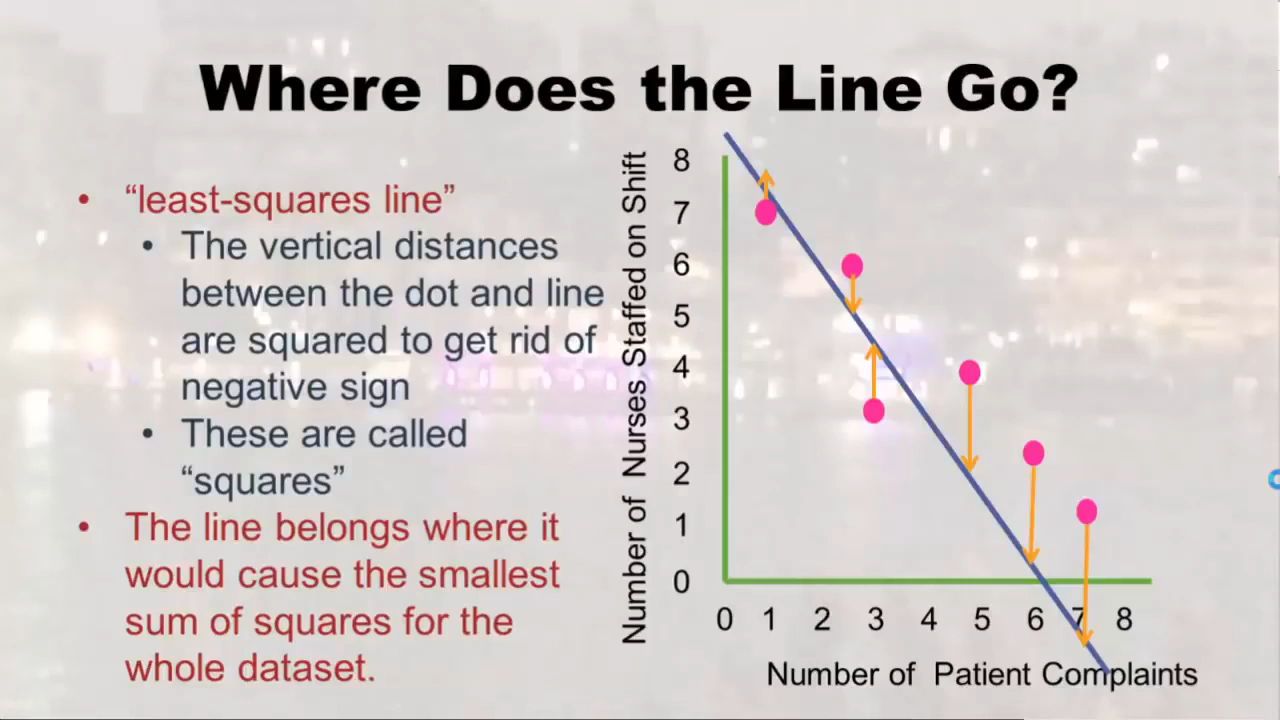 Where Does the Line Go?
• “least-squares line”
• The vertical distances
between the dot and line
are squared to get rid of
negative sign
• These are called
“squares”
• The line belongs where it
would cause the smallest
sum of squares for the
whole dataset.
Number of Nurses Staffed on Shift
8
7
6
5
4
3
2
1
0
0 1 2 3 4 5 6 7 8
Number of Patient Complaints